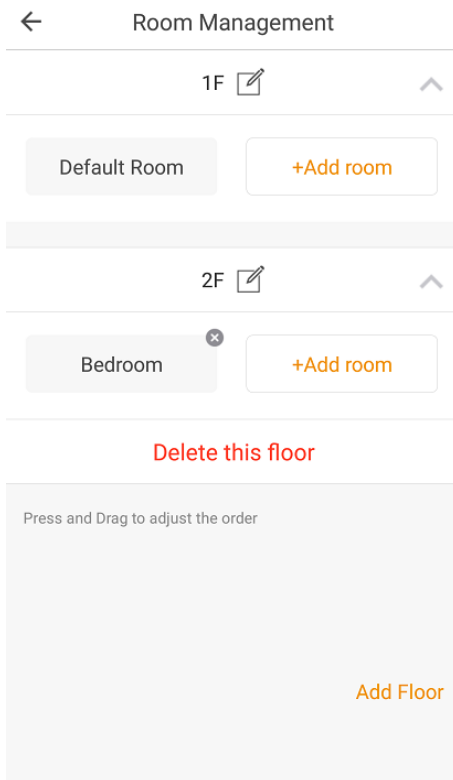 Room Management
1F
Default Room
+Add room
2F
Bedroom
+Add room
Delete this floor
Press and Drag to adjust the order
Add Floor